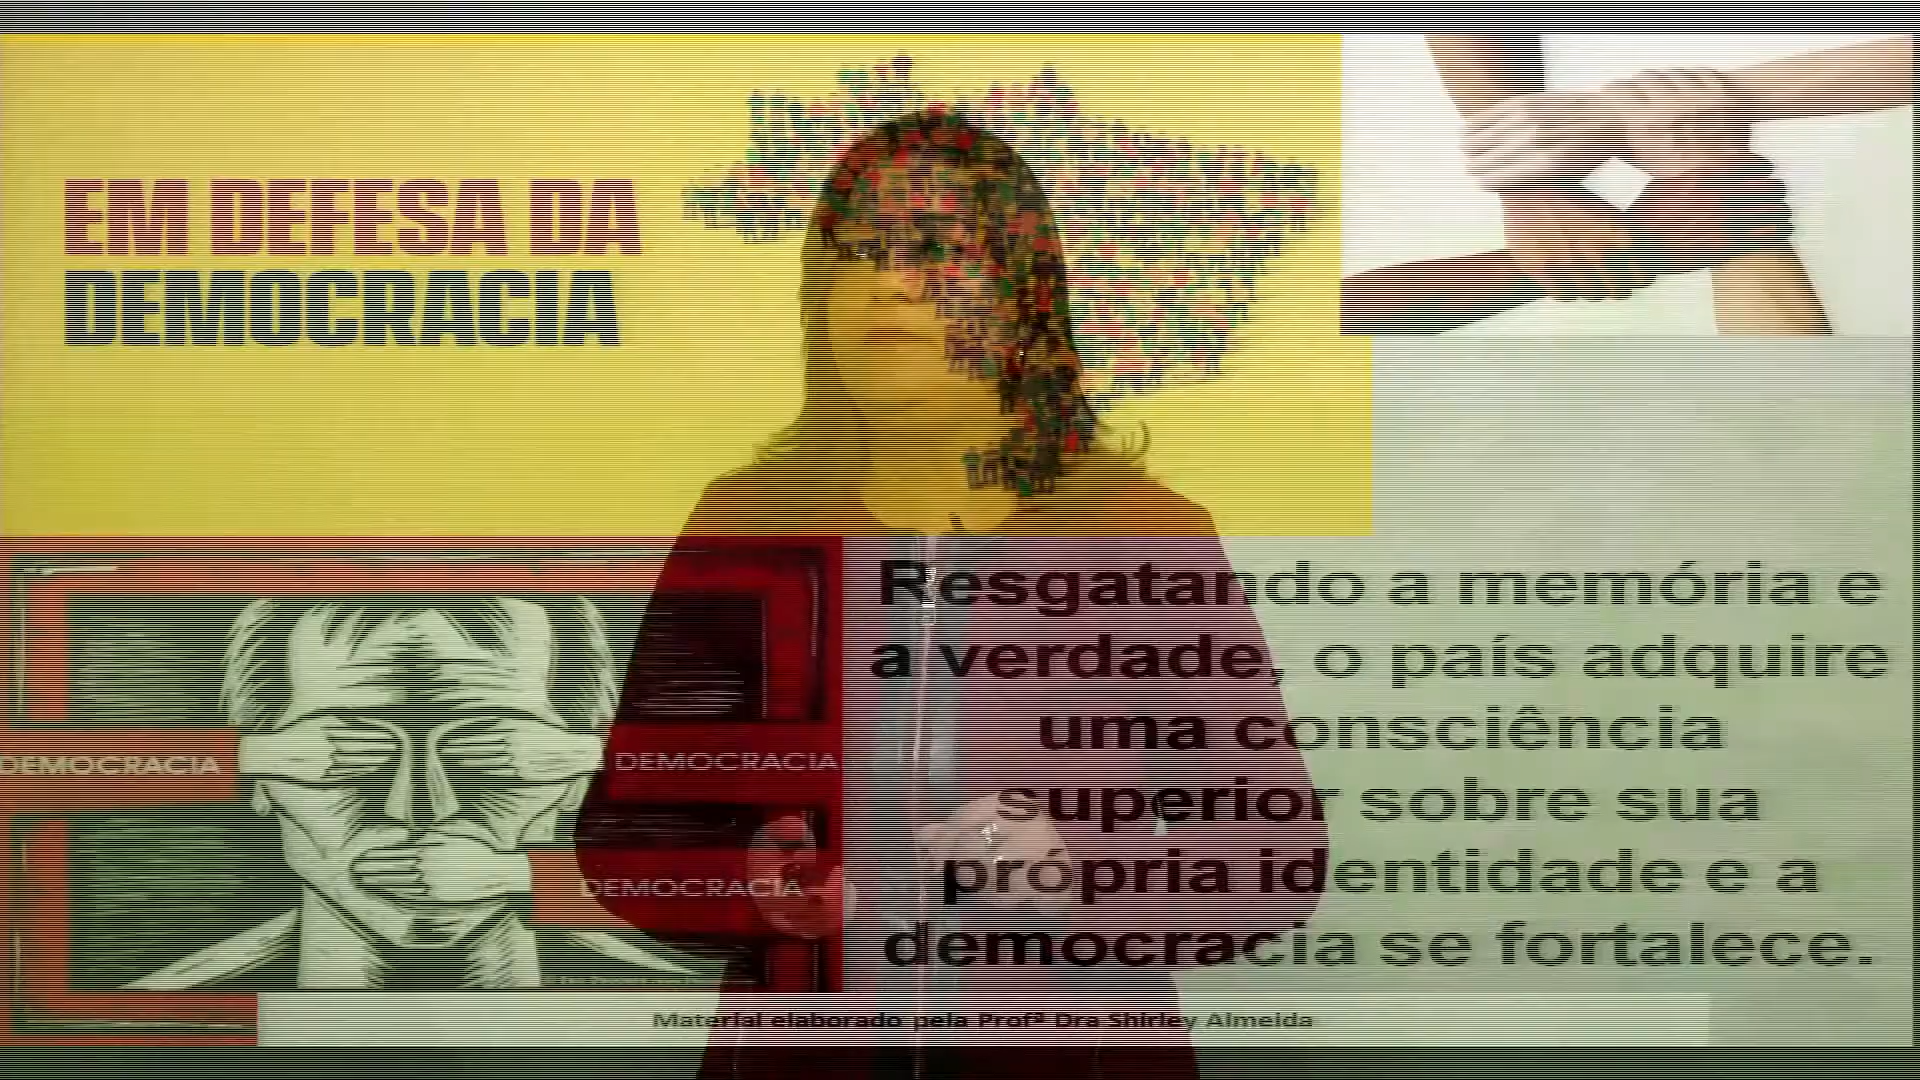 EM DEFESA DA
DEMOCRACIA
Resgatando a memória e
a verdade, o país adquire
uma consciência
superior sobre sua
própria identidade e a
democracia se fortalece.
DEMOCRACIA
DEMOCRACIA
DEMOCRACIA
Material elaborado pela Profª Dra Shirley Almeida